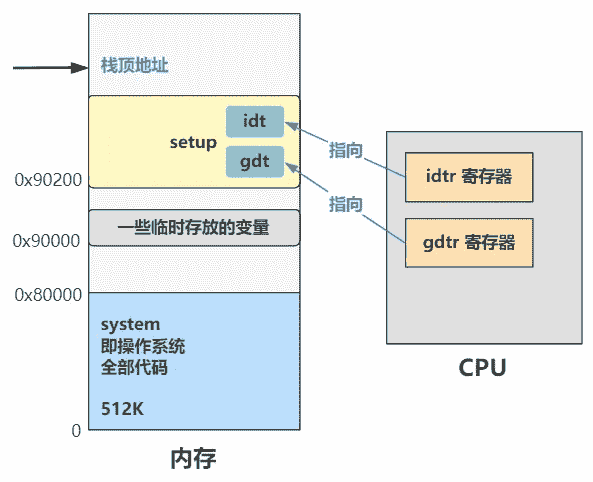 栈顶地址
idt
setup
gdt
0x90200
一些临时存放的变量
0x90000
0x80000
system
即操作系统
全部代码
512K
0
内存
指向
指向
idtr 寄存器
gdtr 寄存器
CPU